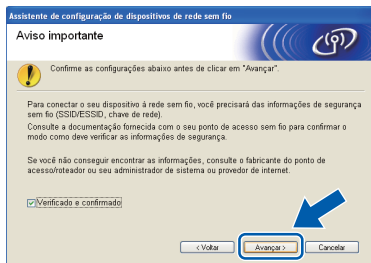 Assistente de configuração de dispositivos de rede sem fio
Aviso importante
Confirme as configurações abaixo antes de clicar em "Avançar".
Para conectar o seu dispositivo à rede sem fio, você precisará das informações de segurança
sem fio (SSID/ESSID, chave de rede).
Consulte a documentação fornecida com o seu ponto de acesso sem fio para confirmar o
modo como deve verificar as informações de segurança.
Se você não conseguir encontrar as informações, consulte o fabricante do ponto de
acesso/roteador ou seu administrador de sistema ou provedor de internet.
Verificado e confirmado
< Voltar
Avançar >
Cancelar